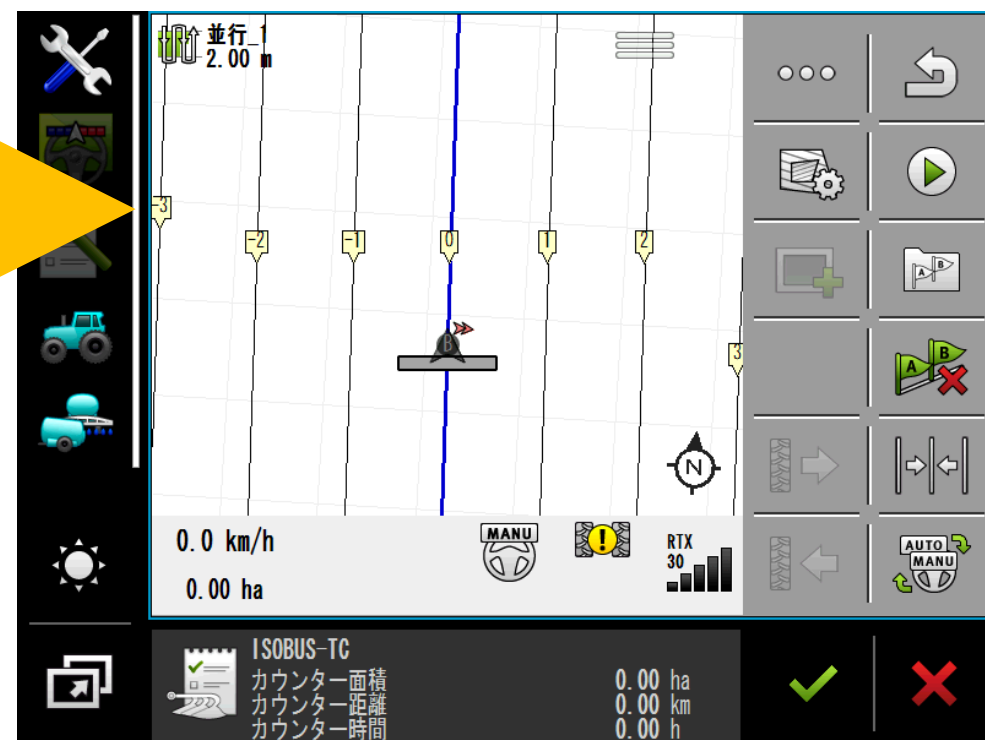 並行_1
2.00 m
-3
-2
-1
0
1
2
3
B
N
0.0 km/h
0.00 ha
MANU
!
RTX
30
A B
A B
AUTO
MANU
ISOBUS-TC
カウンター面積 0.00 ha
カウンター距離 0.00 km
カウンター時間 0.00 h